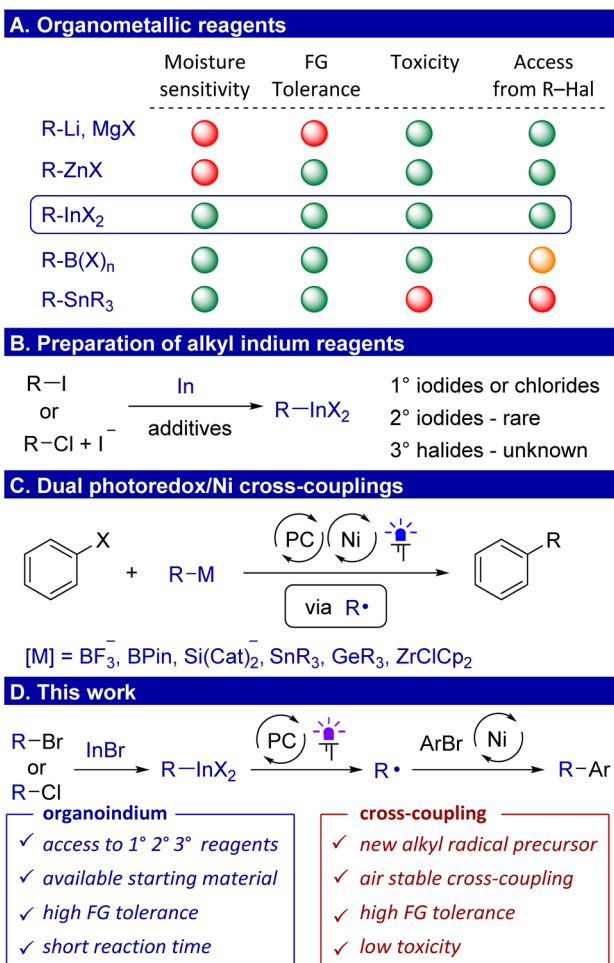 A. Organometallic reagents
Moisture sensitivity
FG Tolerance
Toxicity
Access from R–Hal
R-Li, MgX
R-ZnX
R-InX₂
R-B(X)ₙ
R-SnR₃
B. Preparation of alkyl indium reagents
R–I
or
R–Cl + I⁻
In
additives
R–InX₂
1° iodides or chlorides
2° iodides - rare
3° halides - unknown
C. Dual photoredox/Ni cross-couplings
X
+
R–M
PC
Ni
via R•
R
[M] = BF₃⁻, BPin, Si(Cat)₂⁻, SnR₃, GeR₃, ZrClCp₂
D. This work
R–Br
or
R–Cl
InBr
R–InX₂
PC
R•
ArBr
Ni
R–Ar
organoindium
✓ access to 1° 2° 3° reagents
✓ available starting material
✓ high FG tolerance
✓ short reaction time
cross-coupling
✓ new alkyl radical precursor
✓ air stable cross-coupling
✓ high FG tolerance
✓ low toxicity